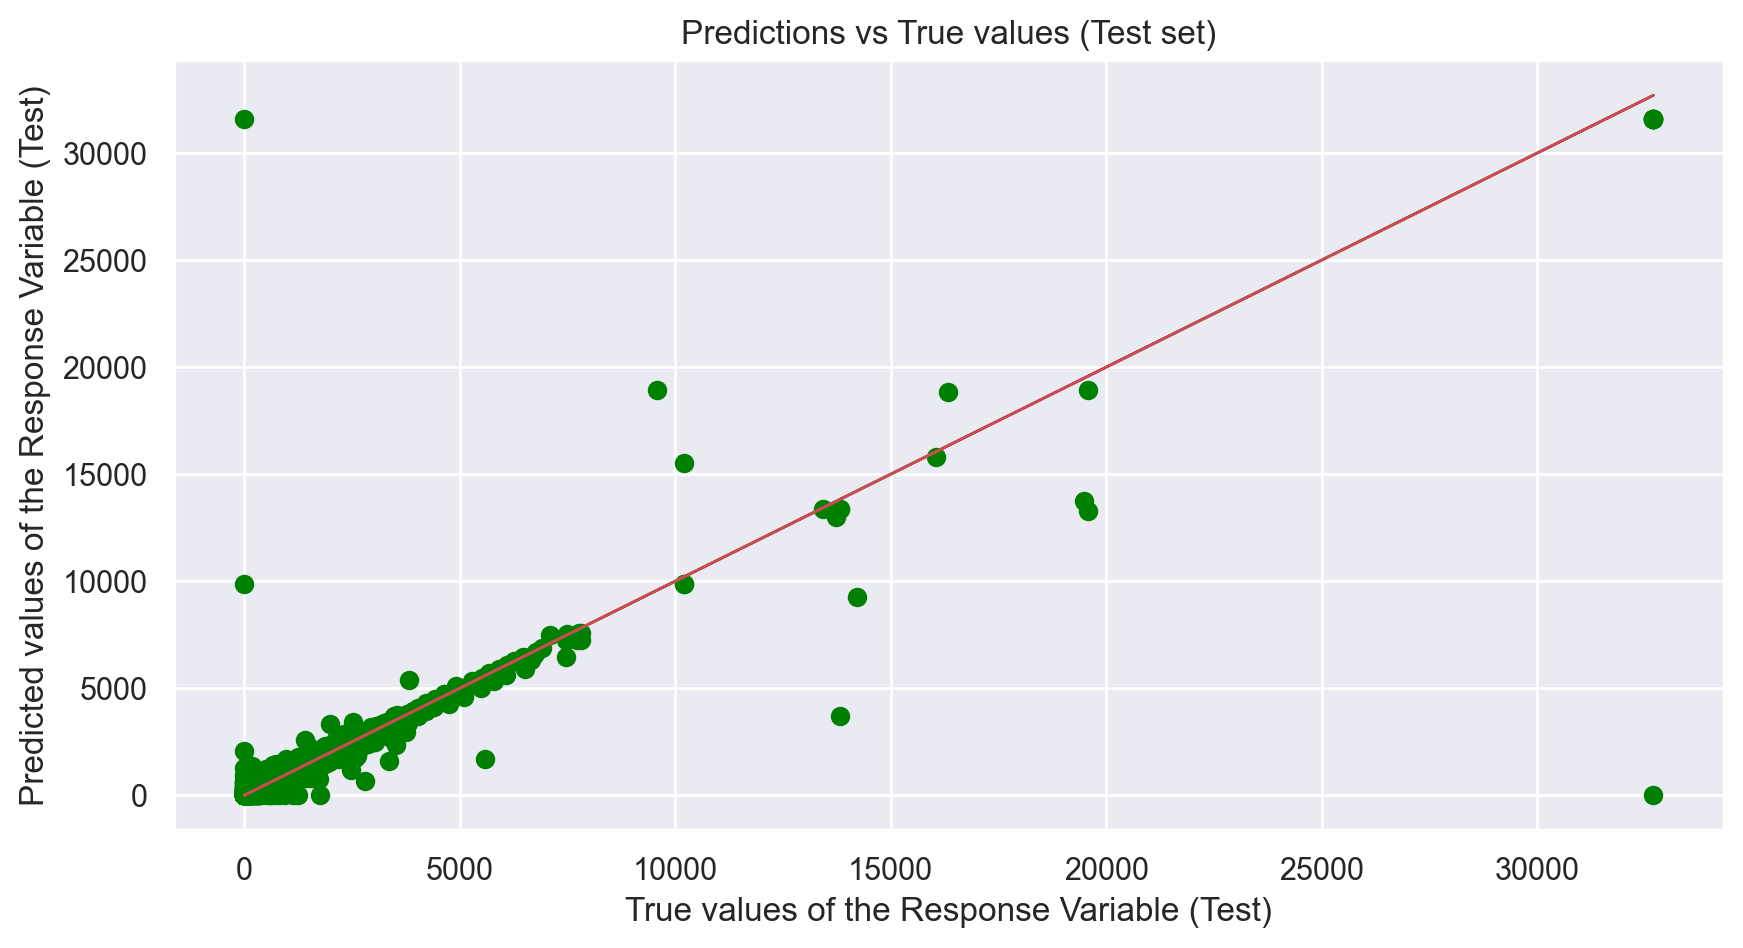 Predictions vs True values (Test set)
Predicted values of the Response Variable (Test)
30000
25000
20000
15000
10000
5000
0
0 5000 10000 15000 20000 25000 30000
True values of the Response Variable (Test)